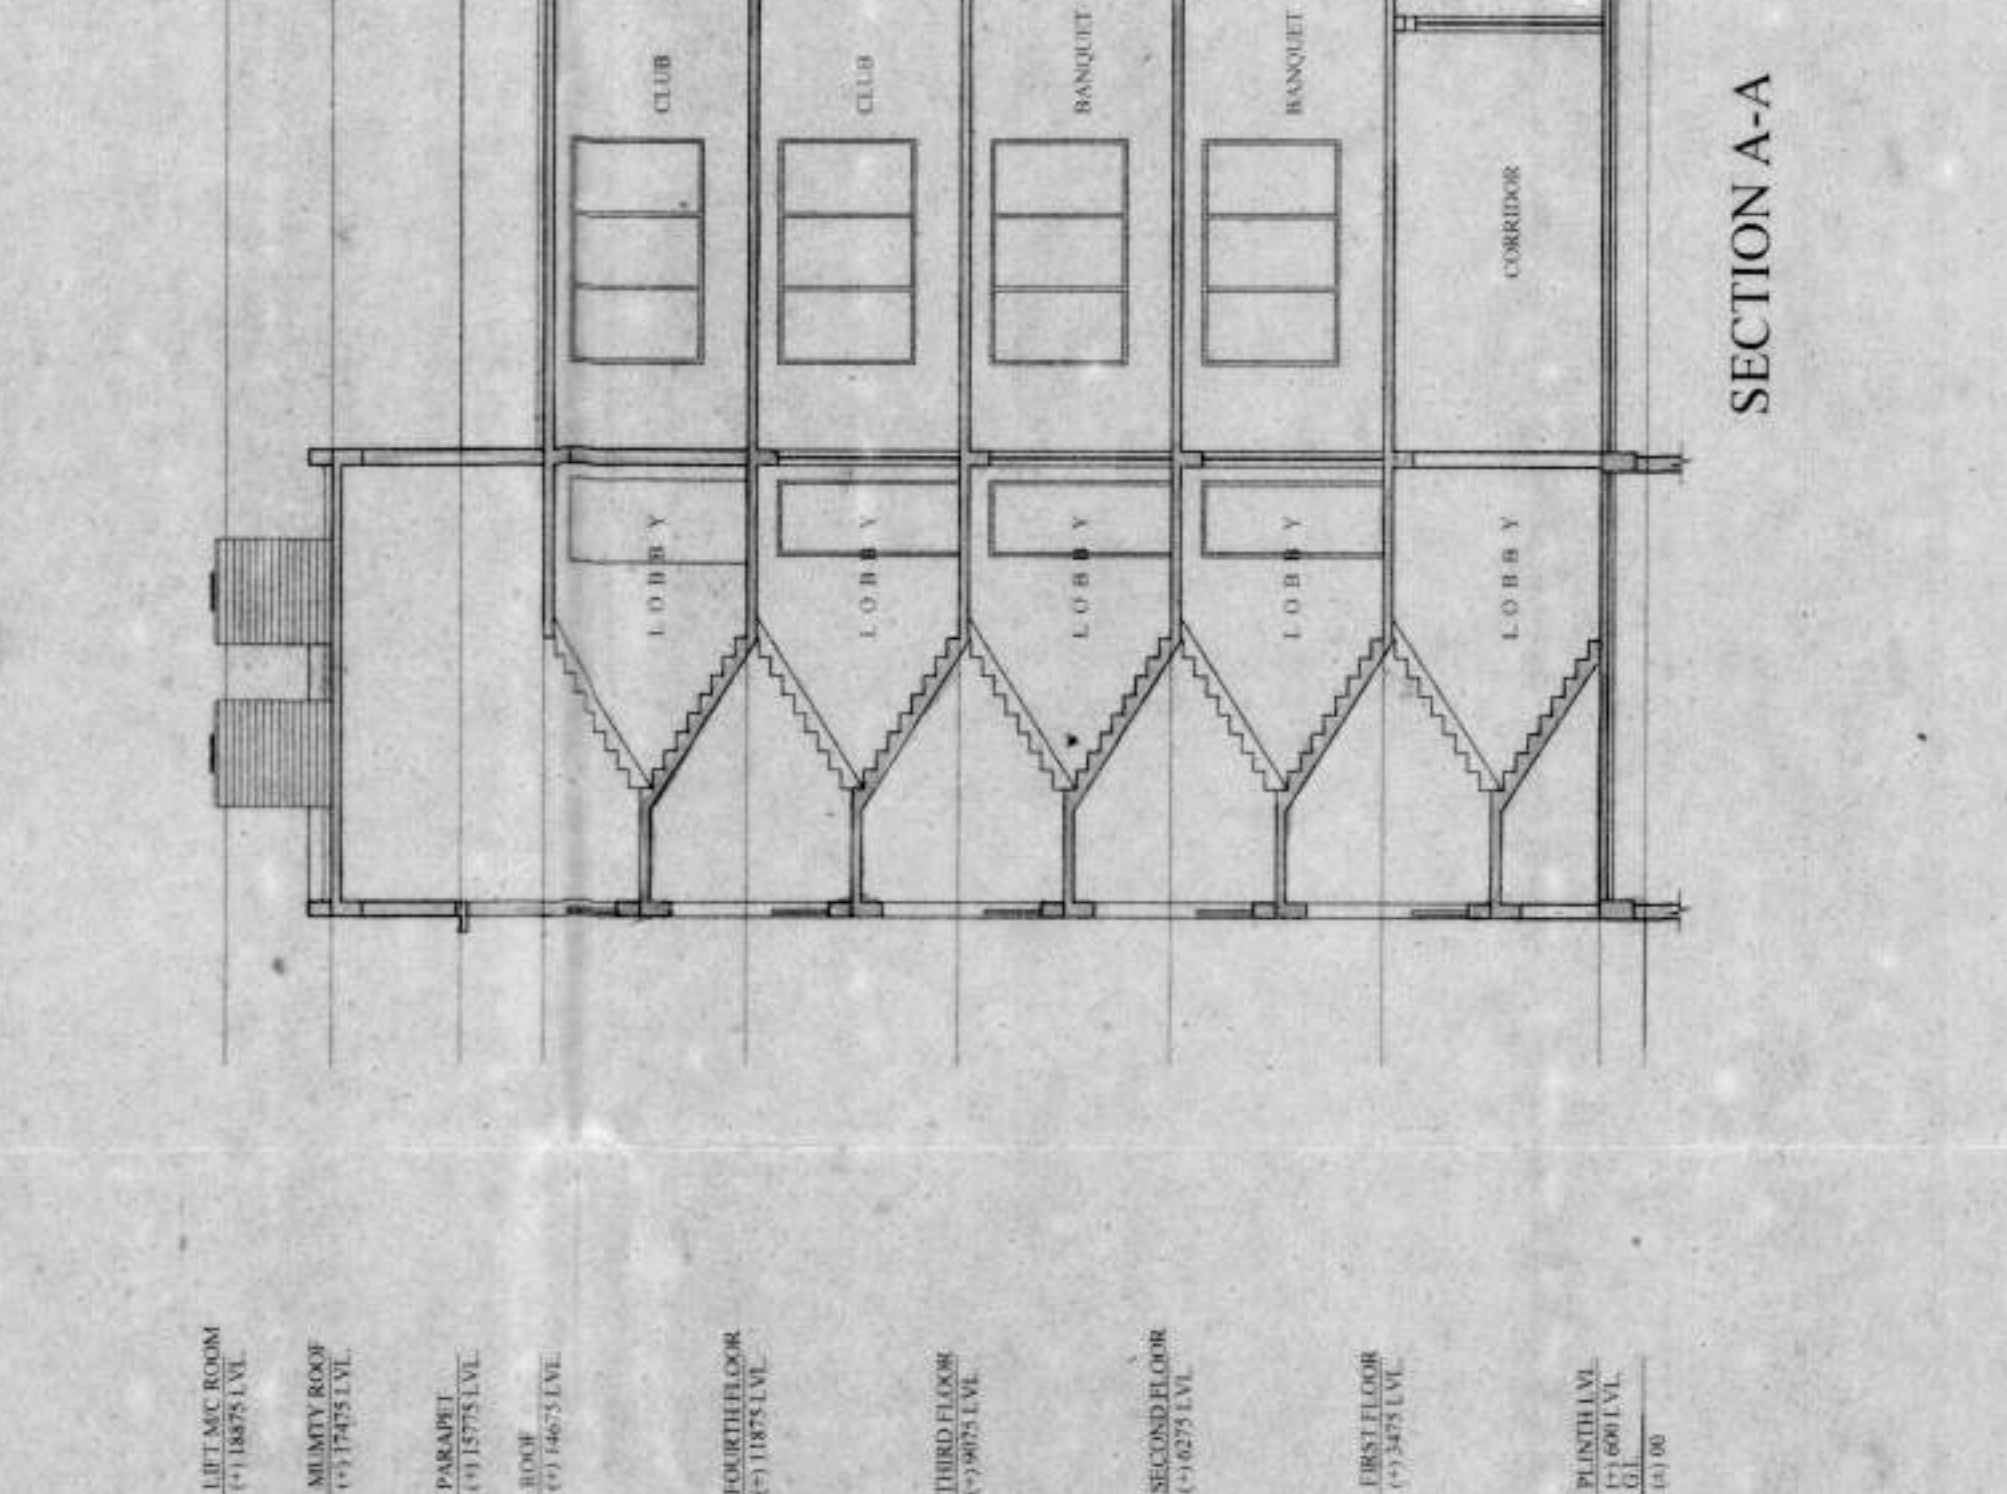 LIFT M/C ROOM
(+) 18875 LVL.
MUMTY ROOF
(+) 17475 LVL.
PARAPET
(+) 15775 LVL.
ROOF
(+) 14675 LVL.
FOURTH FLOOR
(+) 11875 LVL.
THIRD FLOOR
(+) 9075 LVL.
SECOND FLOOR
(+) 6275 LVL.
FIRST FLOOR
(+) 3475 LVL.
PLINTH LVL
(+) 600 LVL.
G.L.
(±) 00
CLUB
LOBBY
CLUB
LOBBY
BANQUET
LOBBY
BANQUET
LOBBY
CORRIDOR
LOBBY
SECTION A-A